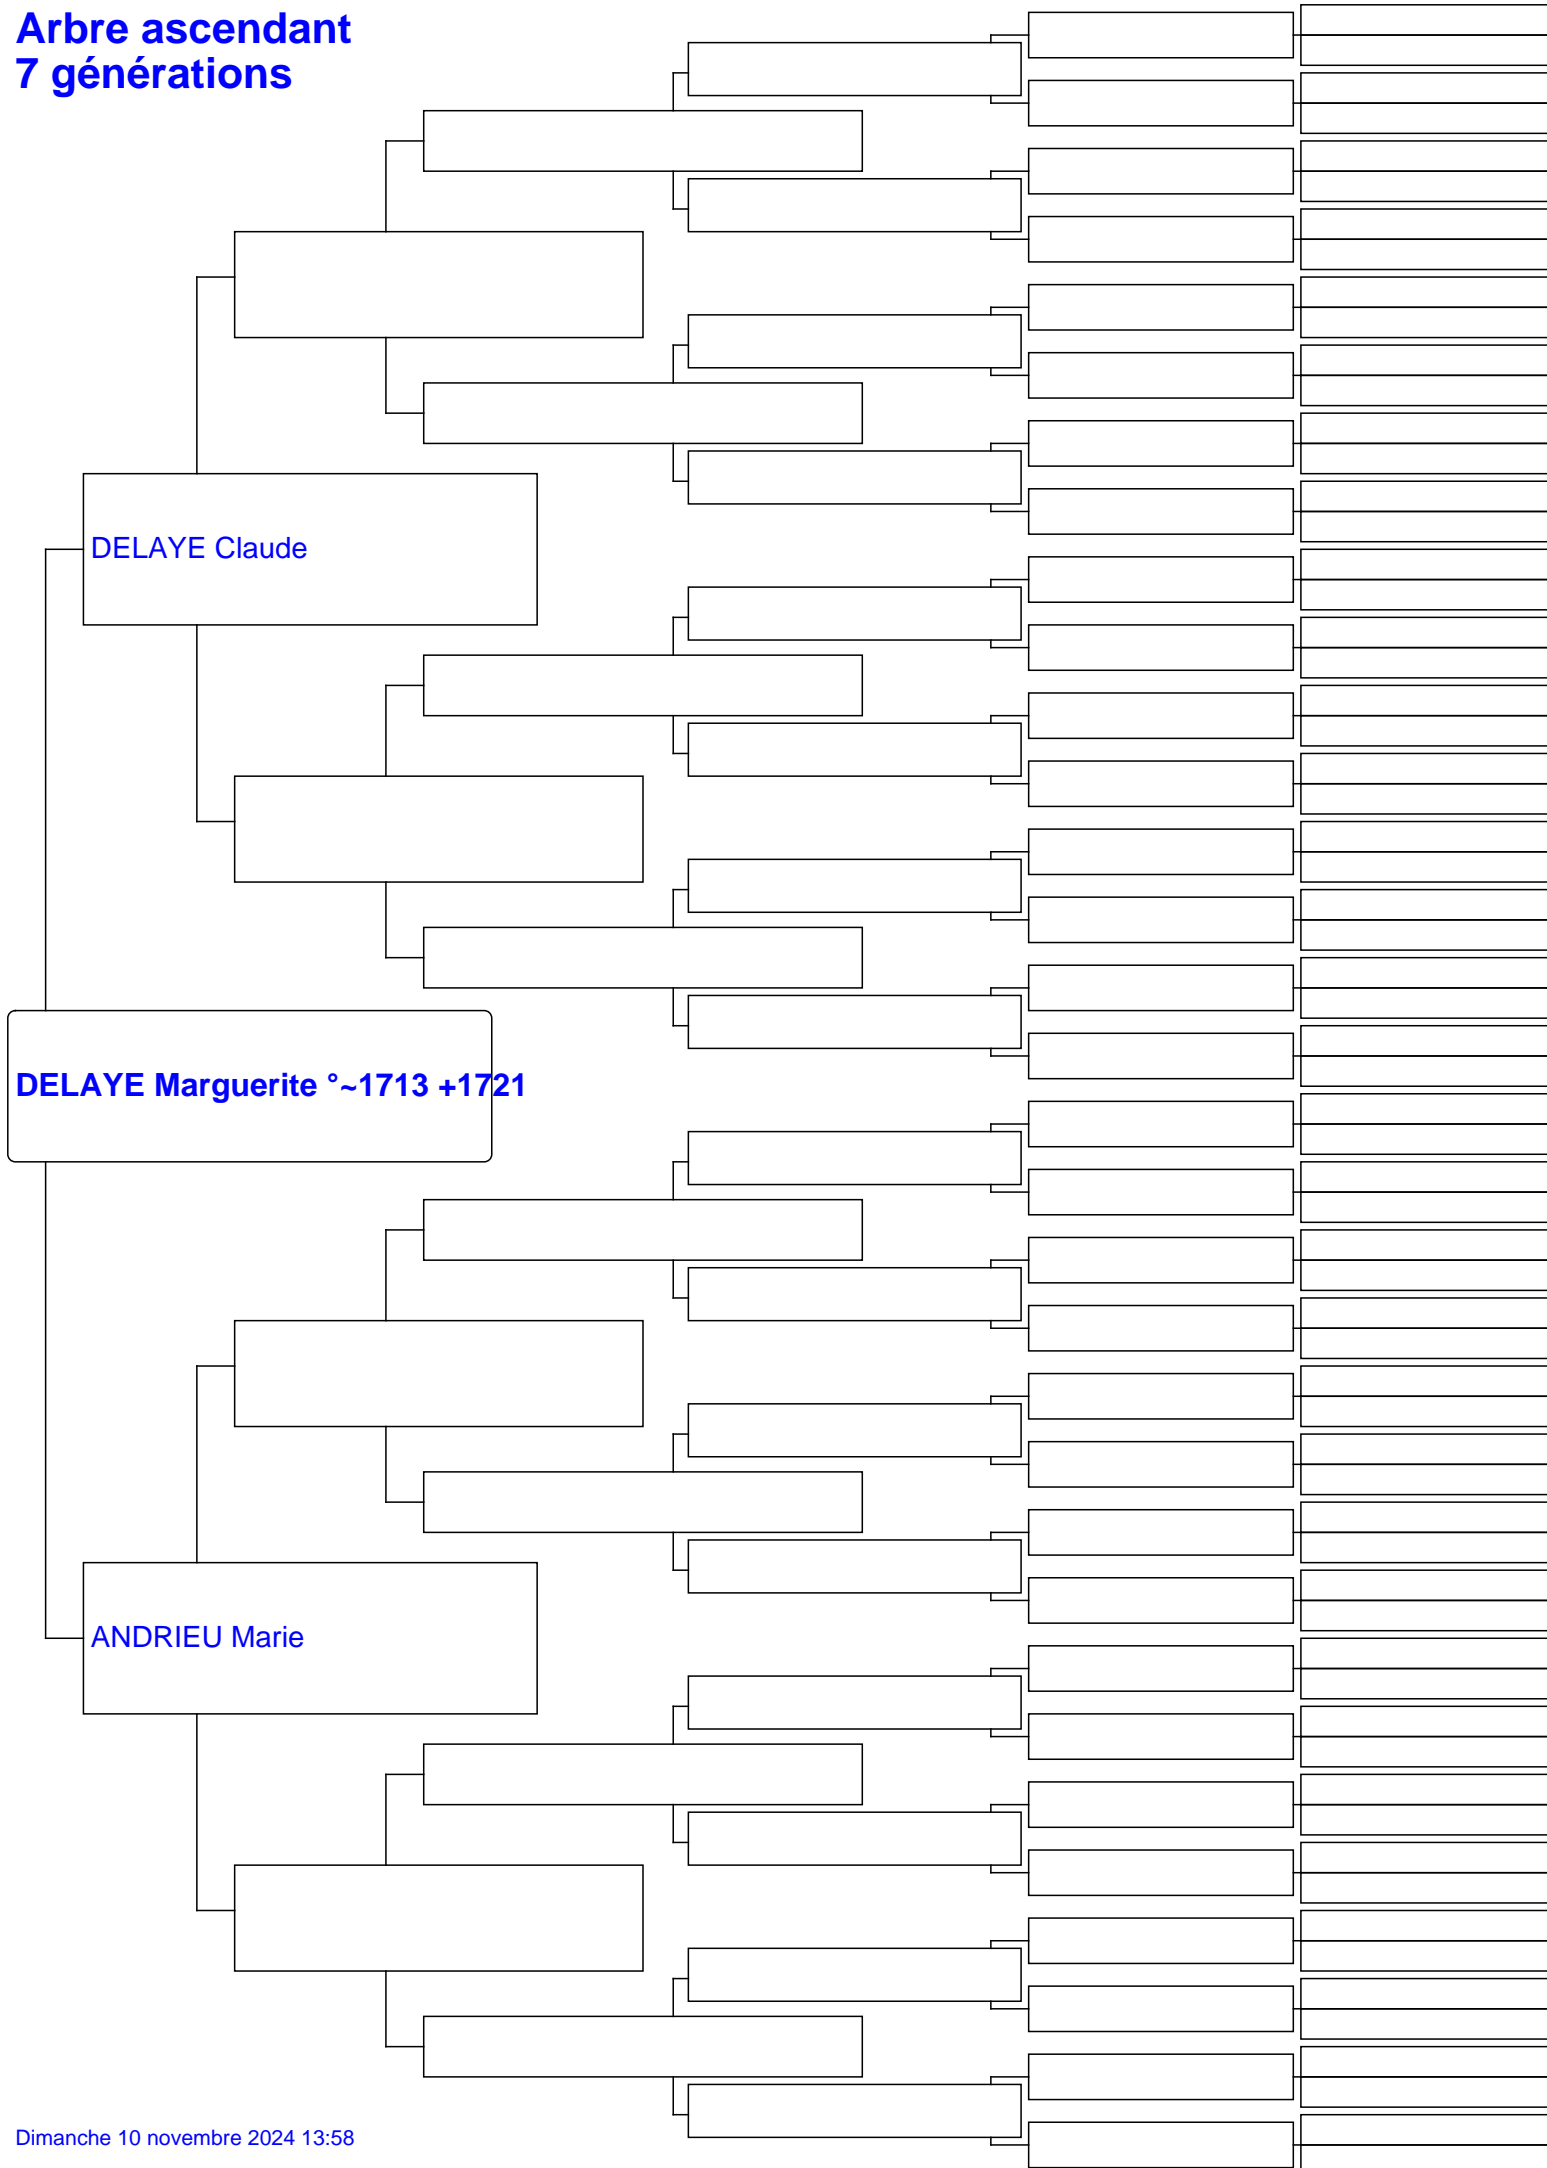 Arbre ascendant
7 générations
DELAYE Claude
DELAYE Marguerite °~1713 +1721
ANDRIEU Marie
Dimanche 10 novembre 2024 13:58